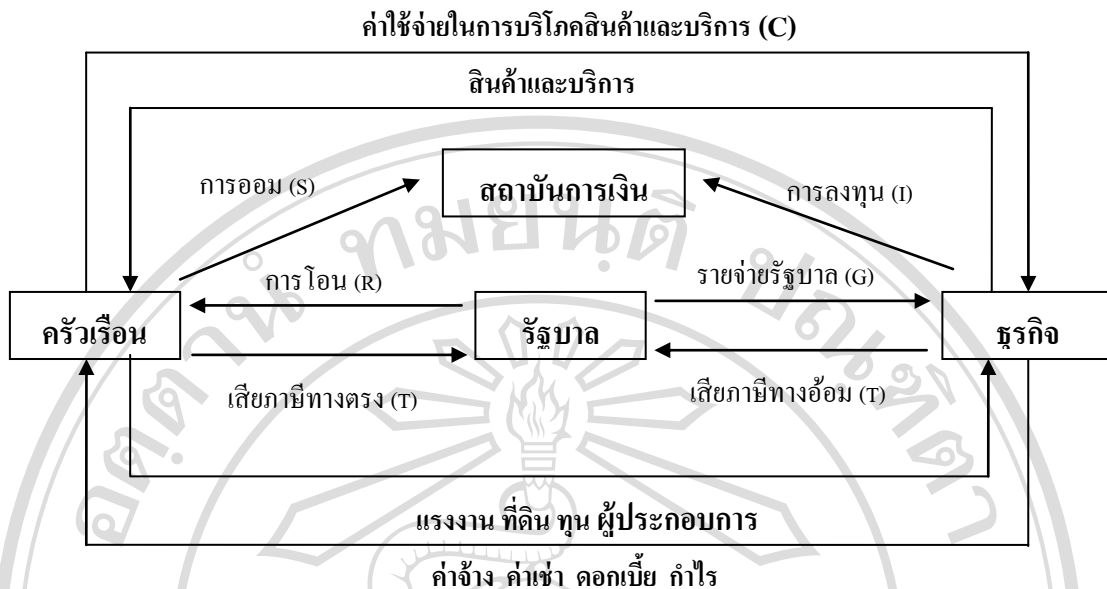 ค่าใช้จ่ายในการบริโภคสินค้าและบริการ (C)
สินค้าและบริการ
การออม (S)
สถาบันการเงิน
การลงทุน (I)
การโอน (R)
รายจ่ายรัฐบาล (G)
ครัวเรือน
รัฐบาล
ธุรกิจ
เสียภาษีทางตรง (T)
เสียภาษีทางอ้อม (T)
แรงงาน ที่ดิน ทุน ผู้ประกอบการ
ค่าจ้าง ค่าเช่า ดอกเบี้ย กำไร